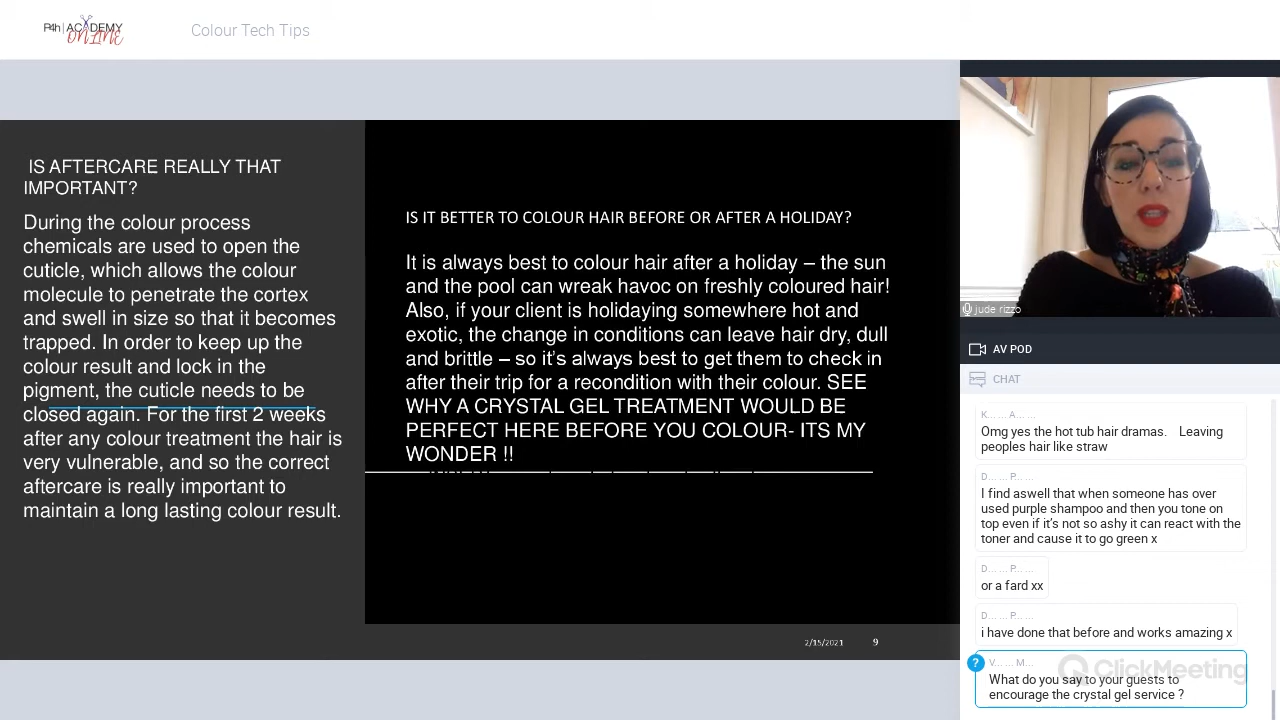 P4h | ACADEMY
ONLINE
Colour Tech Tips
IS AFTERCARE REALLY THAT
IMPORTANT?
During the colour process
chemicals are used to open the
cuticle, which allows the colour
molecule to penetrate the cortex
and swell in size so that it becomes
trapped. In order to keep up the
colour result and lock in the
pigment, the cuticle needs to be
closed again. For the first 2 weeks
after any colour treatment the hair is
very vulnerable, and so the correct
aftercare is really important to
maintain a long lasting colour result.
IS IT BETTER TO COLOUR HAIR BEFORE OR AFTER A HOLIDAY?
It is always best to colour hair after a holiday – the sun
and the pool can wreak havoc on freshly coloured hair!
Also, if your client is holidaying somewhere hot and
exotic, the change in conditions can leave hair dry, dull
and brittle – so it's always best to get them to check in
after their trip for a recondition with their colour. SEE
WHY A CRYSTAL GEL TREATMENT WOULD BE
PERFECT HERE BEFORE YOU COLOUR- ITS MY
WONDER !!
2/15/2021 9
jude rizzo
AV POD
CHAT
K... ... A... ...
Omg yes the hot tub hair dramas. Leaving
peoples hair like straw
D... ... P... ...
I find aswell that when someone has over
used purple shampoo and then you tone on
top even if it's not so ashy it can react with the
toner and cause it to go green x
D... ... P... ...
or a fard xx
D... ... P... ...
i have done that before and works amazing x
? V... ... M... ...
What do you say to your guests to
encourage the crystal gel service ?
ClickMeeting